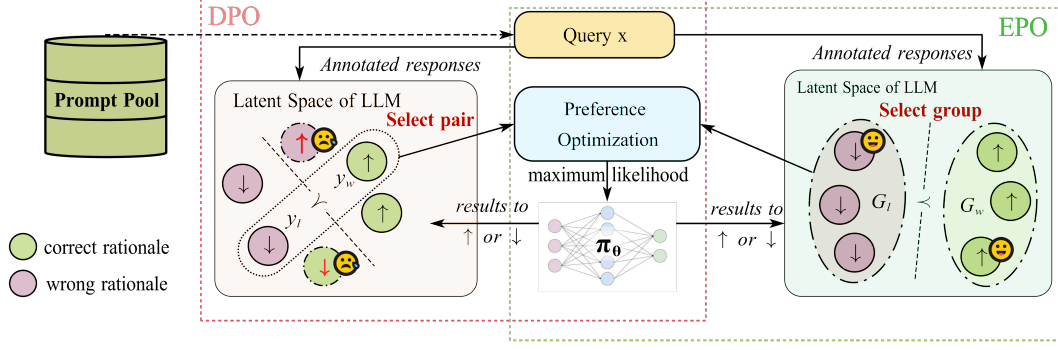 DPO
EPO
Query x
Annotated responses
Annotated responses
Prompt Pool
Latent Space of LLM
Select pair
↑
↑
y_w
↓
↑
y_l
↓
↓
≺
Preference
Optimization
maximum likelihood
results to
↑ or ↓
π_θ
results to
↑ or ↓
Latent Space of LLM
Select group
↓
↓
↓
G_l
≺
G_w
↑
↑
↑
correct rationale
wrong rationale